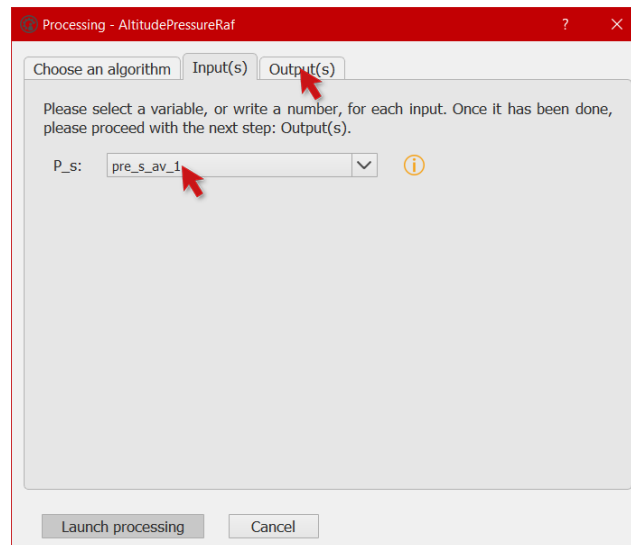 Processing - AltitudePressureRaf ?
Choose an algorithm Input(s) Output(s)
Please select a variable, or write a number, for each input. Once it has been done,
please proceed with the next step: Output(s).
P_s: pre_s_av_1
Launch processing Cancel